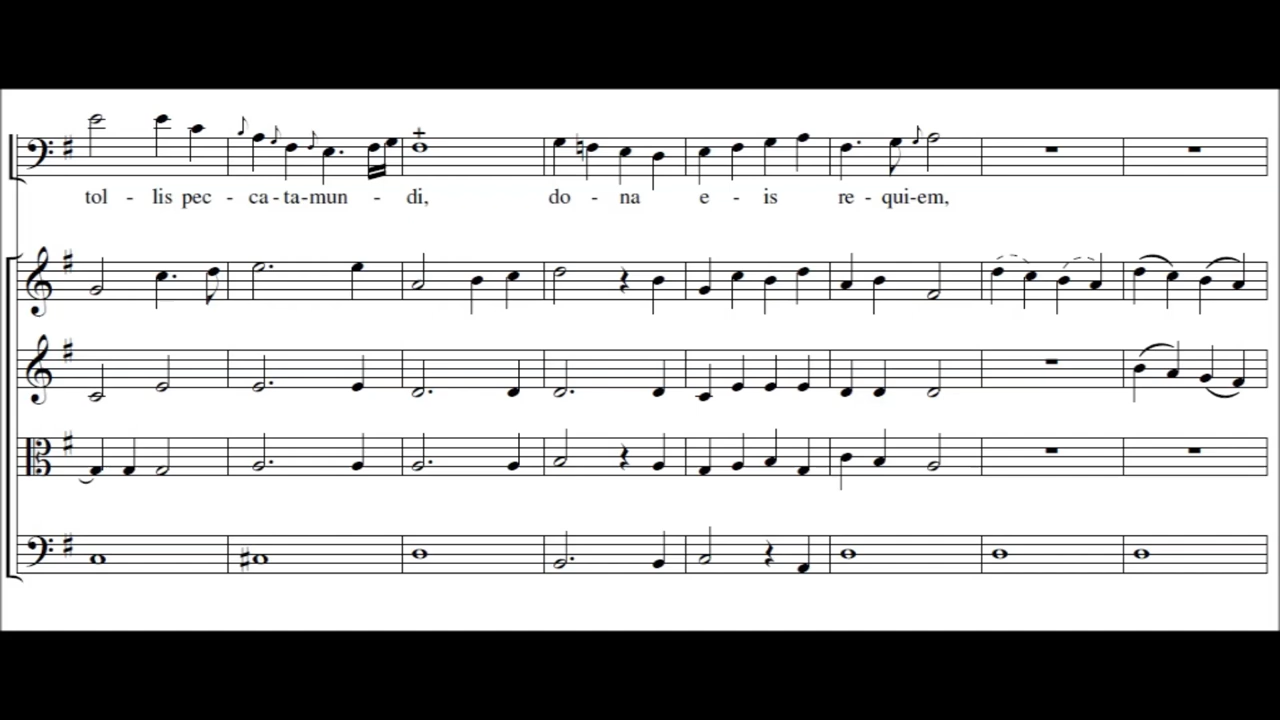 tol - lis pec - ca - ta - mun - di, do - na e - is re - qui - em,